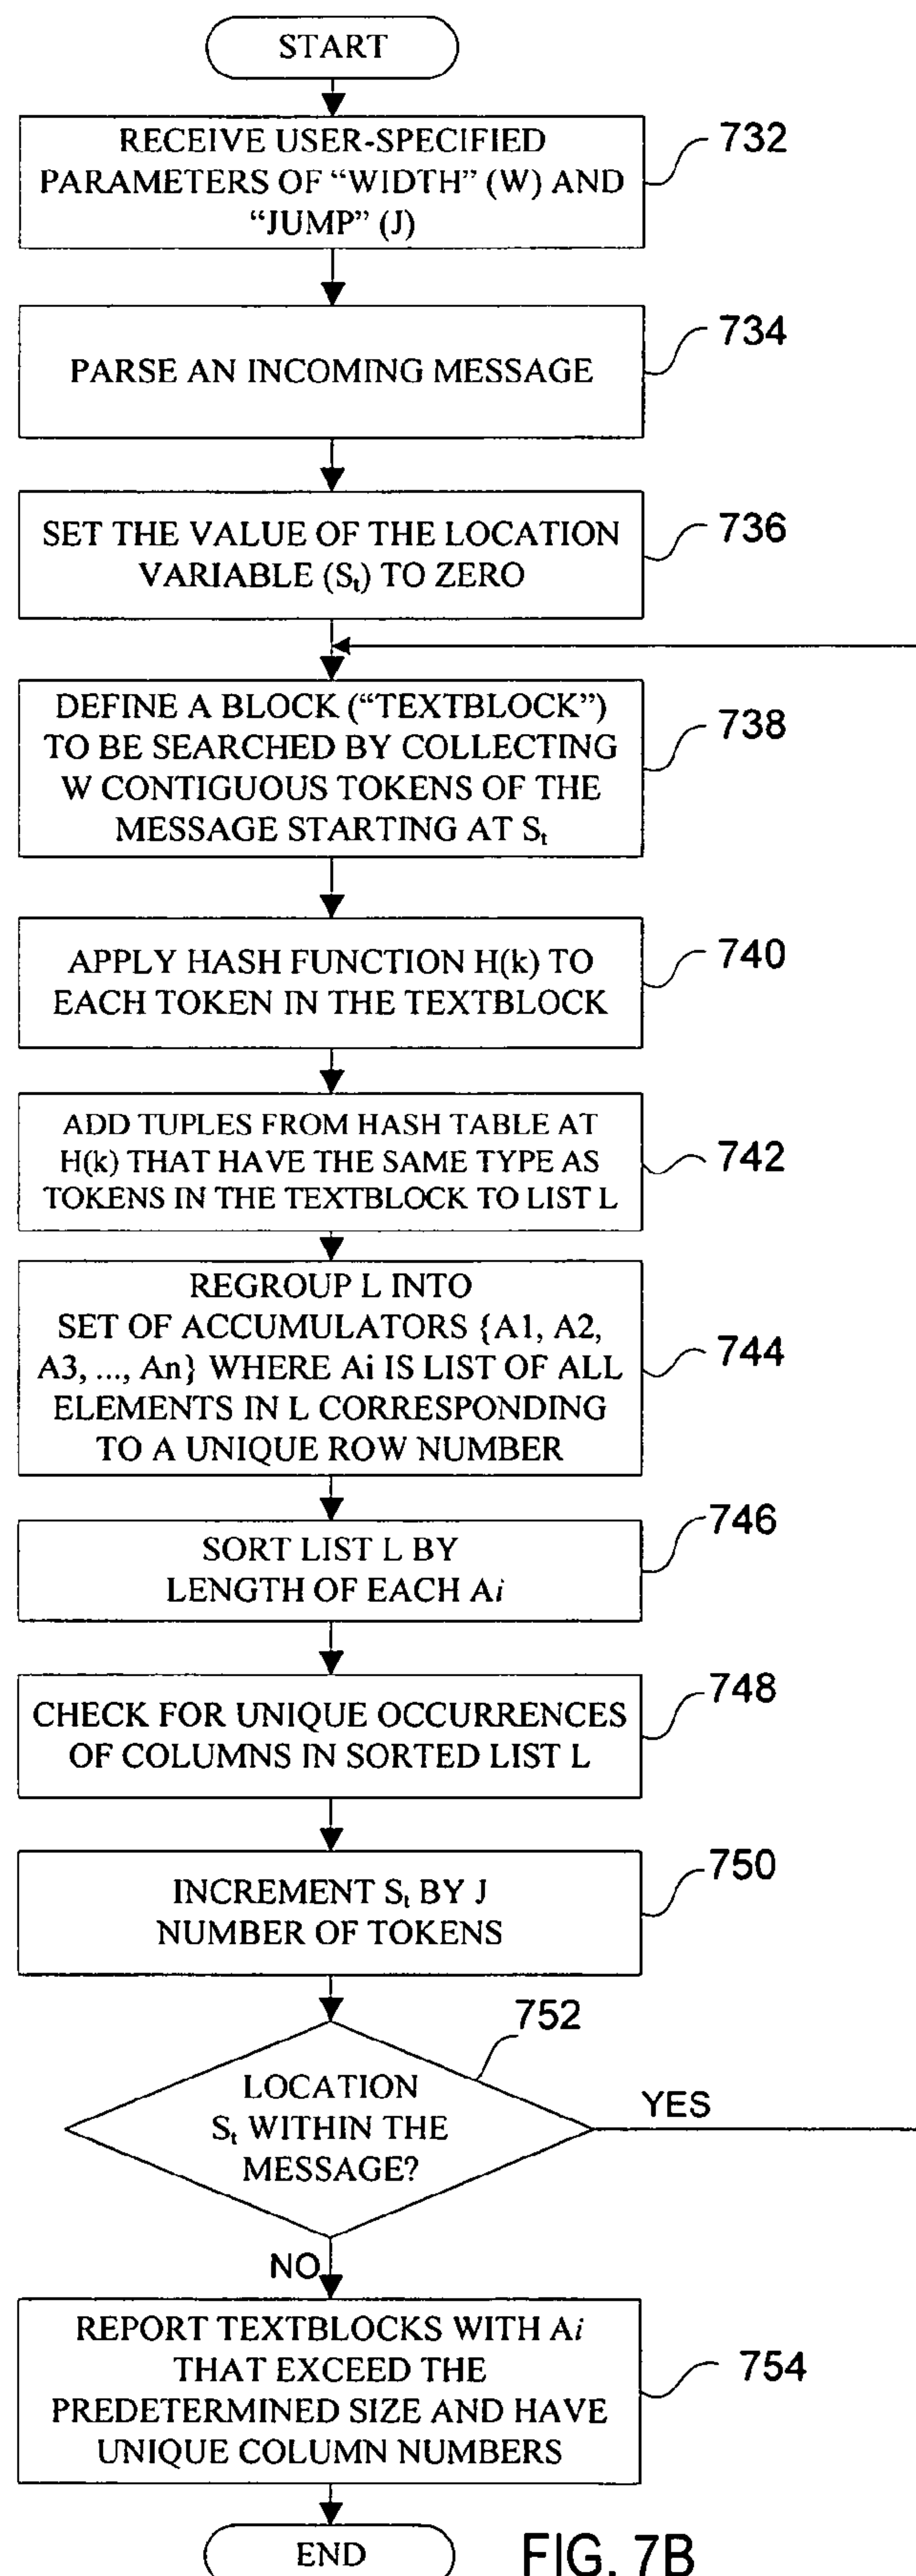 START
RECEIVE USER-SPECIFIED
PARAMETERS OF “WIDTH” (W) AND
“JUMP” (J)
732
PARSE AN INCOMING MESSAGE
734
SET THE VALUE OF THE LOCATION
VARIABLE (St) TO ZERO
736
DEFINE A BLOCK (“TEXTBLOCK”)
TO BE SEARCHED BY COLLECTING
W CONTIGUOUS TOKENS OF THE
MESSAGE STARTING AT St
738
APPLY HASH FUNCTION H(k) TO
EACH TOKEN IN THE TEXTBLOCK
740
ADD TUPLES FROM HASH TABLE AT
H(k) THAT HAVE THE SAME TYPE AS
TOKENS IN THE TEXTBLOCK TO LIST L
742
REGROUP L INTO
SET OF ACCUMULATORS {A1, A2,
A3, ..., An} WHERE Ai IS LIST OF ALL
ELEMENTS IN L CORRESPONDING
TO A UNIQUE ROW NUMBER
744
SORT LIST L BY
LENGTH OF EACH Ai
746
CHECK FOR UNIQUE OCCURRENCES
OF COLUMNS IN SORTED LIST L
748
INCREMENT St BY J
NUMBER OF TOKENS
750
752
LOCATION
St WITHIN THE
MESSAGE?
YES
NO
REPORT TEXTBLOCKS WITH Ai
THAT EXCEED THE
PREDETERMINED SIZE AND HAVE
UNIQUE COLUMN NUMBERS
754
END
FIG. 7B